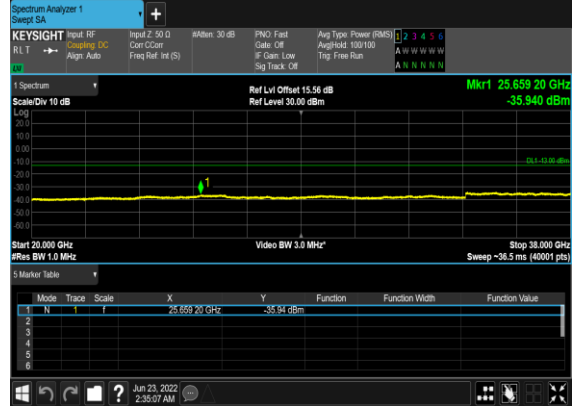 Spectrum Analyzer 1
Swept SA
+
KEYSIGHT Input: RF Input Z: 50 Ω #Atten: 30 dB PNO: Fast Avg Type: Power (RMS) 1 2 3 4 5 6
RLT Coupling: DC Corr CCorr Gate: Off Avg|Hold: 100/100 A W W W W W
Align: Auto Freq Ref: Int (S) IF Gain: Low Trig: Free Run
Sig Track: Off A N N N N N
1 Spectrum Ref Lvl Offset 15.56 dB Mkr1 25.659 20 GHz
Scale/Div 10 dB Ref Level 30.00 dBm -35.940 dBm
Log
20.0
10.0
0.00
-10.0 DL1 -13.00 dBm
-20.0
-30.0 1
-40.0
-50.0
-60.0
Start 20.000 GHz Video BW 3.0 MHz* Stop 38.000 GHz
#Res BW 1.0 MHz Sweep ~36.5 ms (40001 pts)
5 Marker Table
Mode Trace Scale X Y Function Function Width Function Value
1 N 1 f 25.659 20 GHz -35.94 dBm
2
3
4
5
6
? Jun 23, 2022
2:35:07 AM